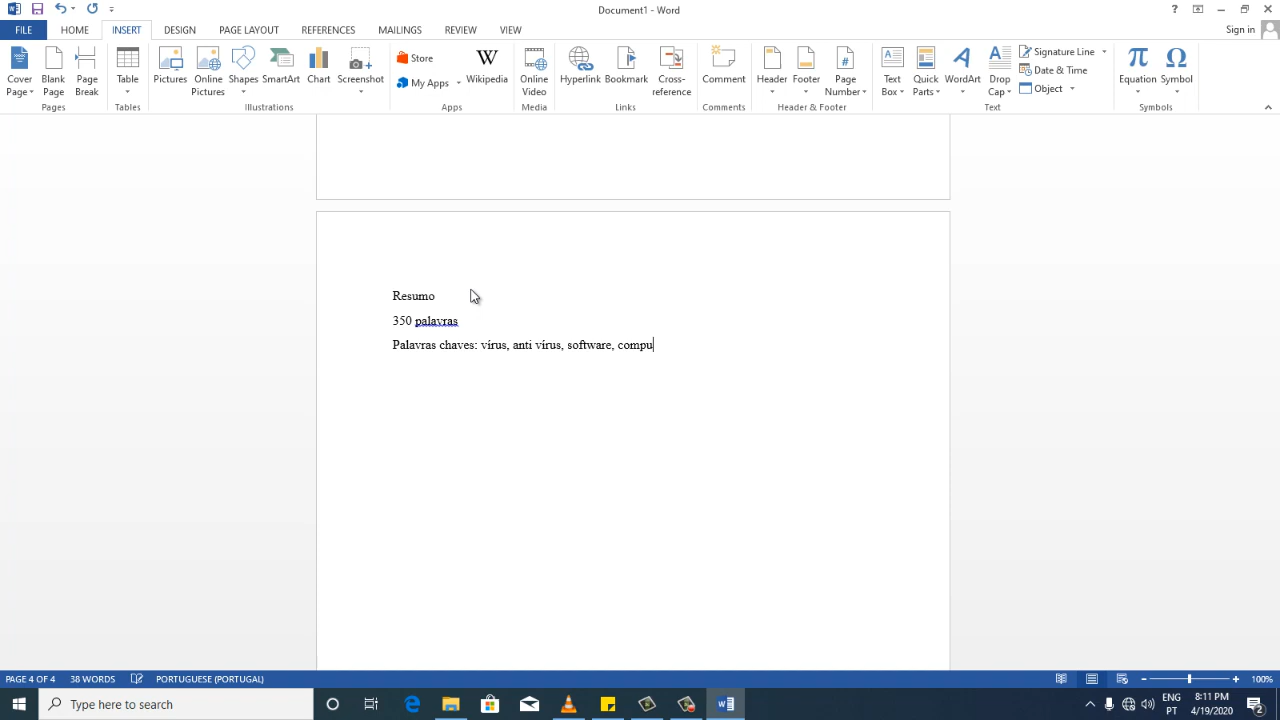 Document1 - Word
Sign in
FILE HOME INSERT DESIGN PAGE LAYOUT REFERENCES MAILINGS REVIEW VIEW
Cover Page
Blank Page
Page Break
Pages
Table
Tables
Pictures
Online Pictures
Shapes
SmartArt
Chart
Screenshot
Illustrations
Store
My Apps
Wikipedia
Apps
Online Video
Media
Hyperlink
Bookmark
Cross-reference
Links
Comment
Comments
Header
Footer
Page Number
Header & Footer
Text Box
Quick Parts
WordArt
Drop Cap
Signature Line
Date & Time
Object
Text
Equation
Symbol
Symbols
Resumo
350 palavras
Palavras chaves: vírus, anti vírus, software, compu
PAGE 4 OF 4 38 WORDS PORTUGUESE (PORTUGAL) 100%
Type here to search
ENG
PT
8:11 PM
4/19/2020
2